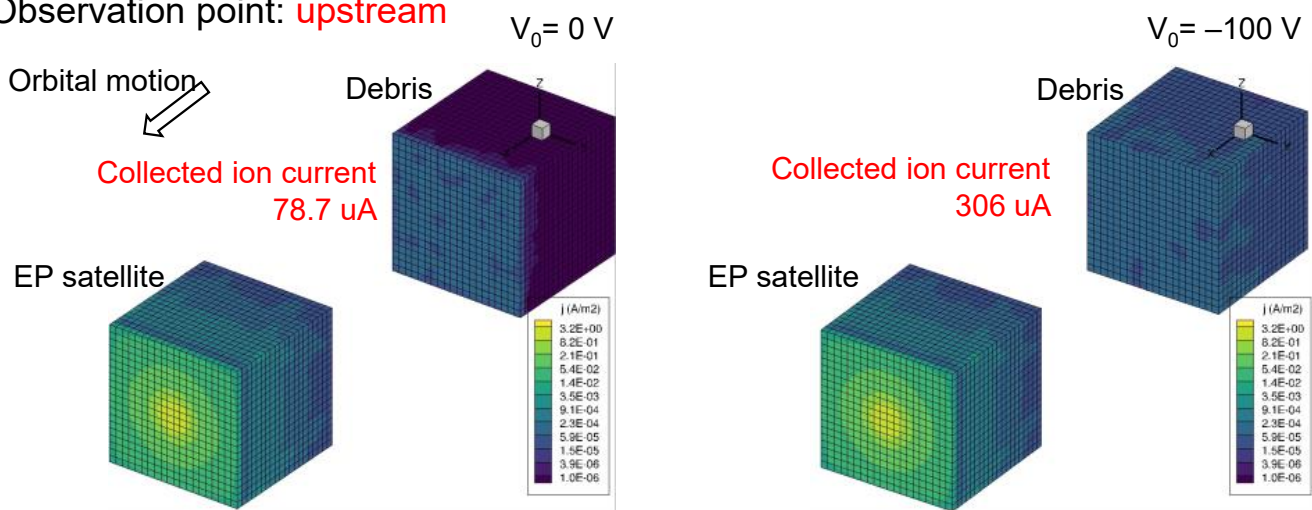 Observation point: upstream
V₀= 0 V
V₀= –100 V
Orbital motion
Debris
Debris
Z
Z
X
Y
Collected ion current
78.7 uA
Collected ion current
306 uA
EP satellite
EP satellite
j (A/m2)
3.2E+00
8.2E-01
2.1E-01
5.4E-02
1.4E-02
3.5E-03
9.1E-04
2.3E-04
5.9E-05
1.5E-05
3.9E-06
1.0E-06
j (A/m2)
3.2E+00
8.2E-01
2.1E-01
5.4E-02
1.4E-02
3.5E-03
9.1E-04
2.3E-04
5.9E-05
1.5E-05
3.9E-06
1.0E-06